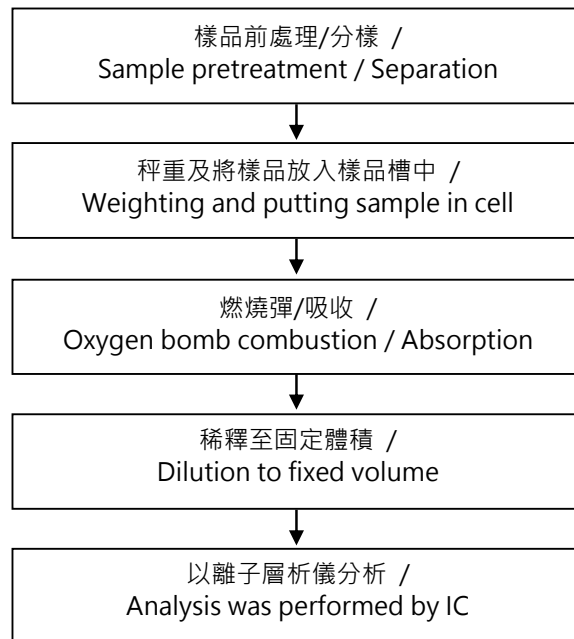 樣品前處理/分樣 /
Sample pretreatment / Separation
秤重及將樣品放入樣品槽中 /
Weighting and putting sample in cell
燃燒彈/吸收 /
Oxygen bomb combustion / Absorption
稀釋至固定體積 /
Dilution to fixed volume
以離子層析儀分析 /
Analysis was performed by IC